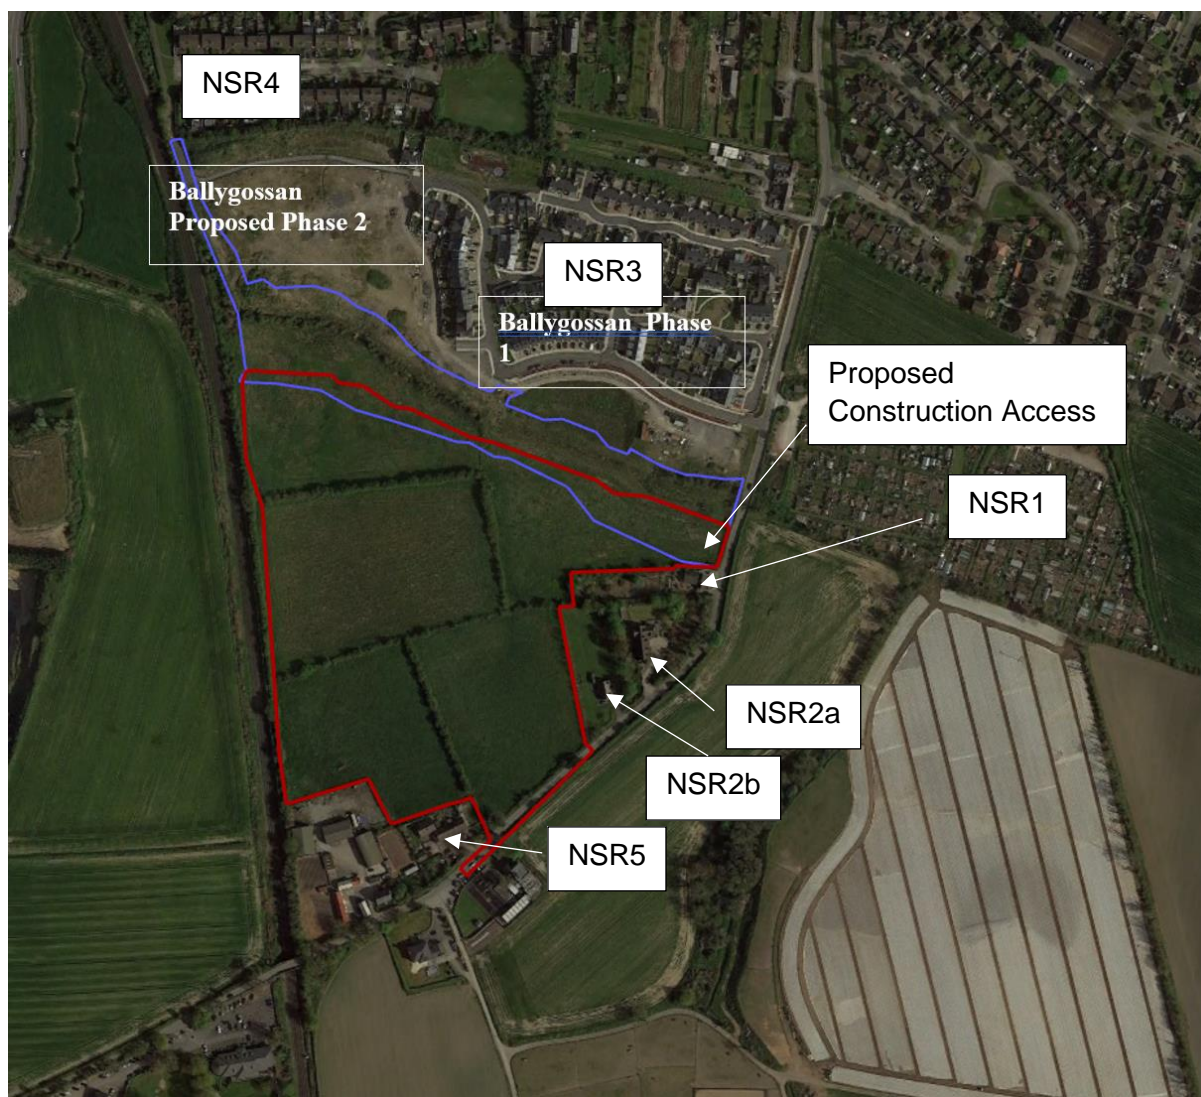 NSR4
Ballygossan
Proposed Phase 2
NSR3
Ballygossan Phase
1
Proposed
Construction Access
NSR1
NSR2a
NSR2b
NSR5